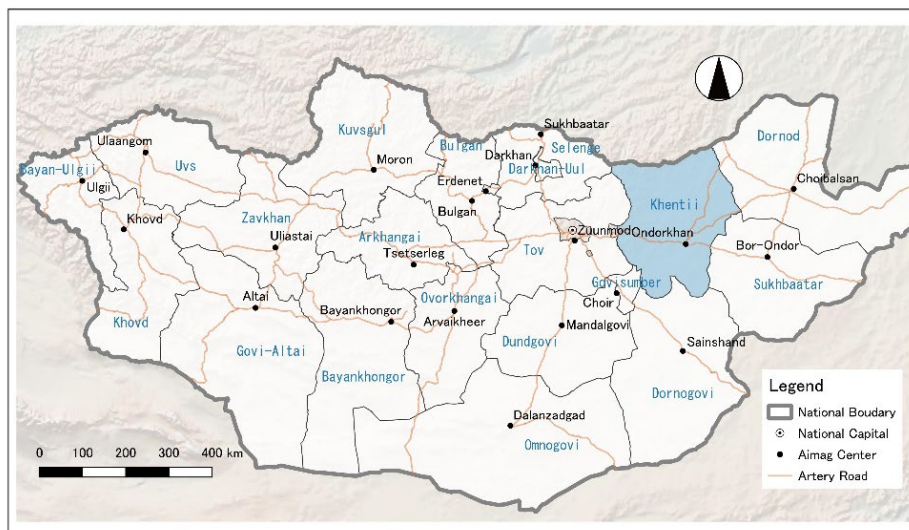 Sukhbaatar
Kuvsgul
Bulgan
Selenge
Dornod
Ulaangom
Darkhan
Uvs
Moron
Darkhan-Uul
Bayan-Ulgii
Ulgii
Erdenet
Choibalsan
Bulgan
Khentii
Khovd
Zavkhan
Uliastai
Arkhangai
Zuunmod
Ondorkhan
Tsetserleg
Tov
Bor-Ondor
Govisumber
Sukhbaatar
Altai
Ovorkhangai
Choir
Bayankhongor
Arvaikheer
Khovd
Mandalgovi
Govi-Altai
Dundgovi
Sainshand
Bayankhongor
Dornogovi
Legend
National Boudary
Dalanzadgad
National Capital
Omnogovi
Aimag Center
0 100 200 300 400 km
Artery Road